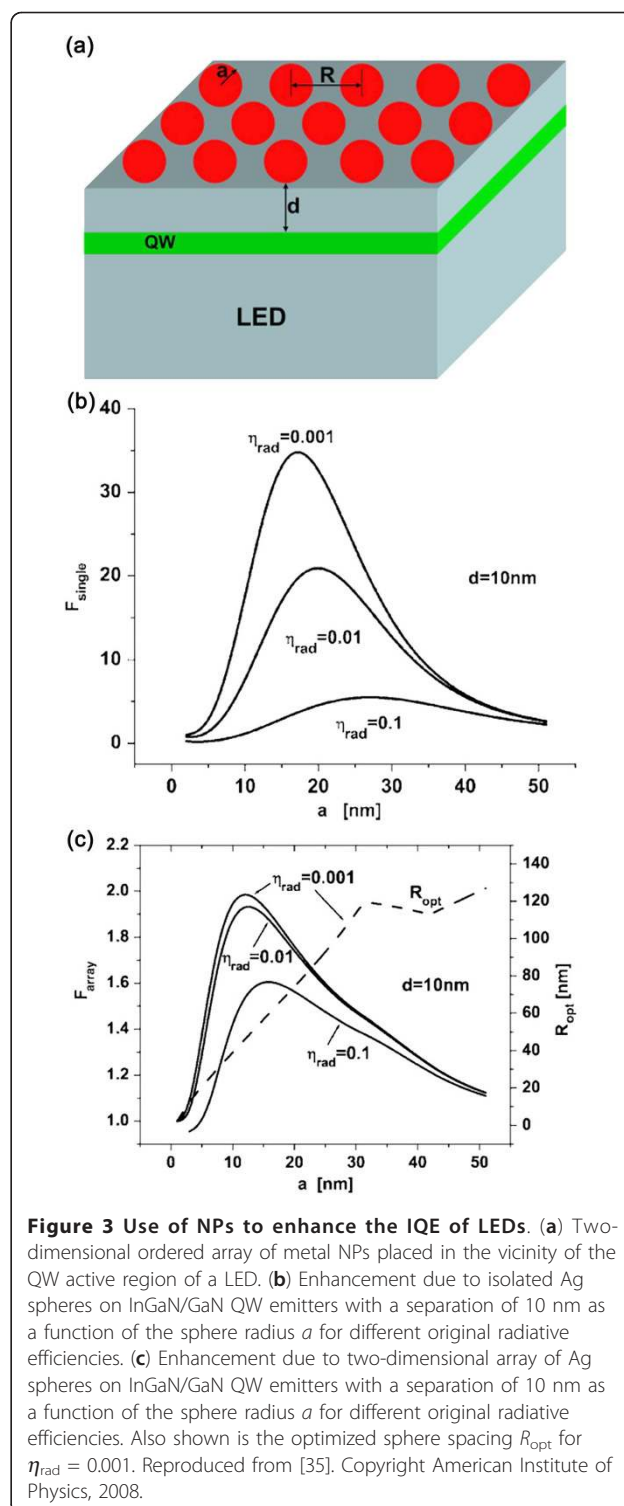 (a)
a
R
d
QW
LED
(b)
40
30
20
10
0
F_single
η_rad=0.001
η_rad=0.01
η_rad=0.1
d=10nm
0 10 20 30 40 50
a [nm]
(c)
2.2
2.0
1.8
1.6
1.4
1.2
1.0
F_array
η_rad=0.001
η_rad=0.01
η_rad=0.1
R_opt
d=10nm
140
120
100
80
60
40
20
0
R_opt [nm]
0 10 20 30 40 50
a [nm]
Figure 3 Use of NPs to enhance the IQE of LEDs. (a) Two-
dimensional ordered array of metal NPs placed in the vicinity of the
QW active region of a LED. (b) Enhancement due to isolated Ag
spheres on InGaN/GaN QW emitters with a separation of 10 nm as
a function of the sphere radius a for different original radiative
efficiencies. (c) Enhancement due to two-dimensional array of Ag
spheres on InGaN/GaN QW emitters with a separation of 10 nm as
a function of the sphere radius a for different original radiative
efficiencies. Also shown is the optimized sphere spacing R_opt for
η_rad = 0.001. Reproduced from [35]. Copyright American Institute of
Physics, 2008.